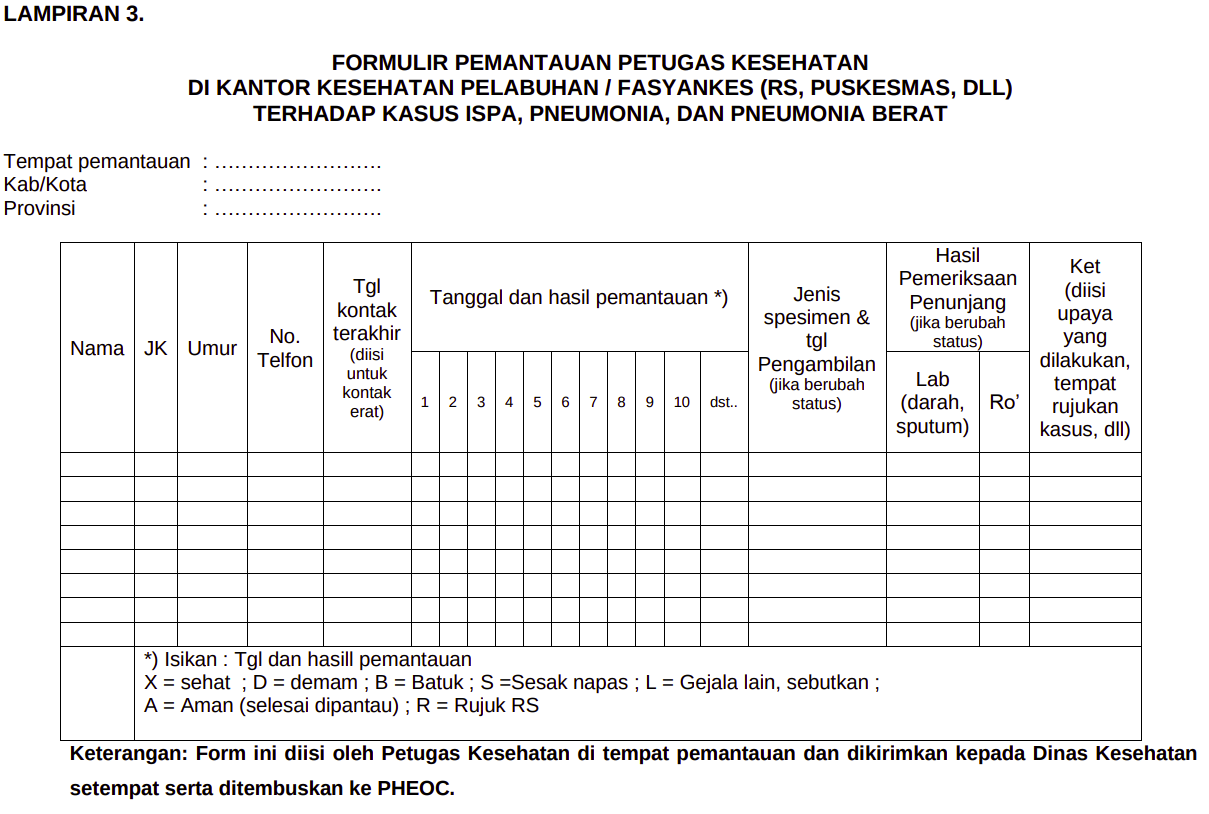 LAMPIRAN 3.
FORMULIR PEMANTAUAN PETUGAS KESEHATAN
DI KANTOR KESEHATAN PELABUHAN / FASYANKES (RS, PUSKESMAS, DLL)
TERHADAP KASUS ISPA, PNEUMONIA, DAN PNEUMONIA BERAT
Tempat pemantauan : …………………….
Kab/Kota : …………………….
Provinsi : …………………….
Nama
JK
Umur
No.
Telfon
Tgl
kontak
terakhir
(diisi
untuk
kontak
erat)
Tanggal dan hasil pemantauan *)
1 2 3 4 5 6 7 8 9 10 dst..
Jenis
spesimen &
tgl
Pengambilan
(jika berubah
status)
Hasil
Pemeriksaan
Penunjang
(jika berubah
status)
Lab
(darah,
sputum)
Ro’
Ket
(diisi
upaya
yang
dilakukan,
tempat
rujukan
kasus, dll)
*) Isikan : Tgl dan hasill pemantauan
X = sehat ; D = demam ; B = Batuk ; S =Sesak napas ; L = Gejala lain, sebutkan ;
A = Aman (selesai dipantau) ; R = Rujuk RS
Keterangan: Form ini diisi oleh Petugas Kesehatan di tempat pemantauan dan dikirimkan kepada Dinas Kesehatan
setempat serta ditembuskan ke PHEOC.